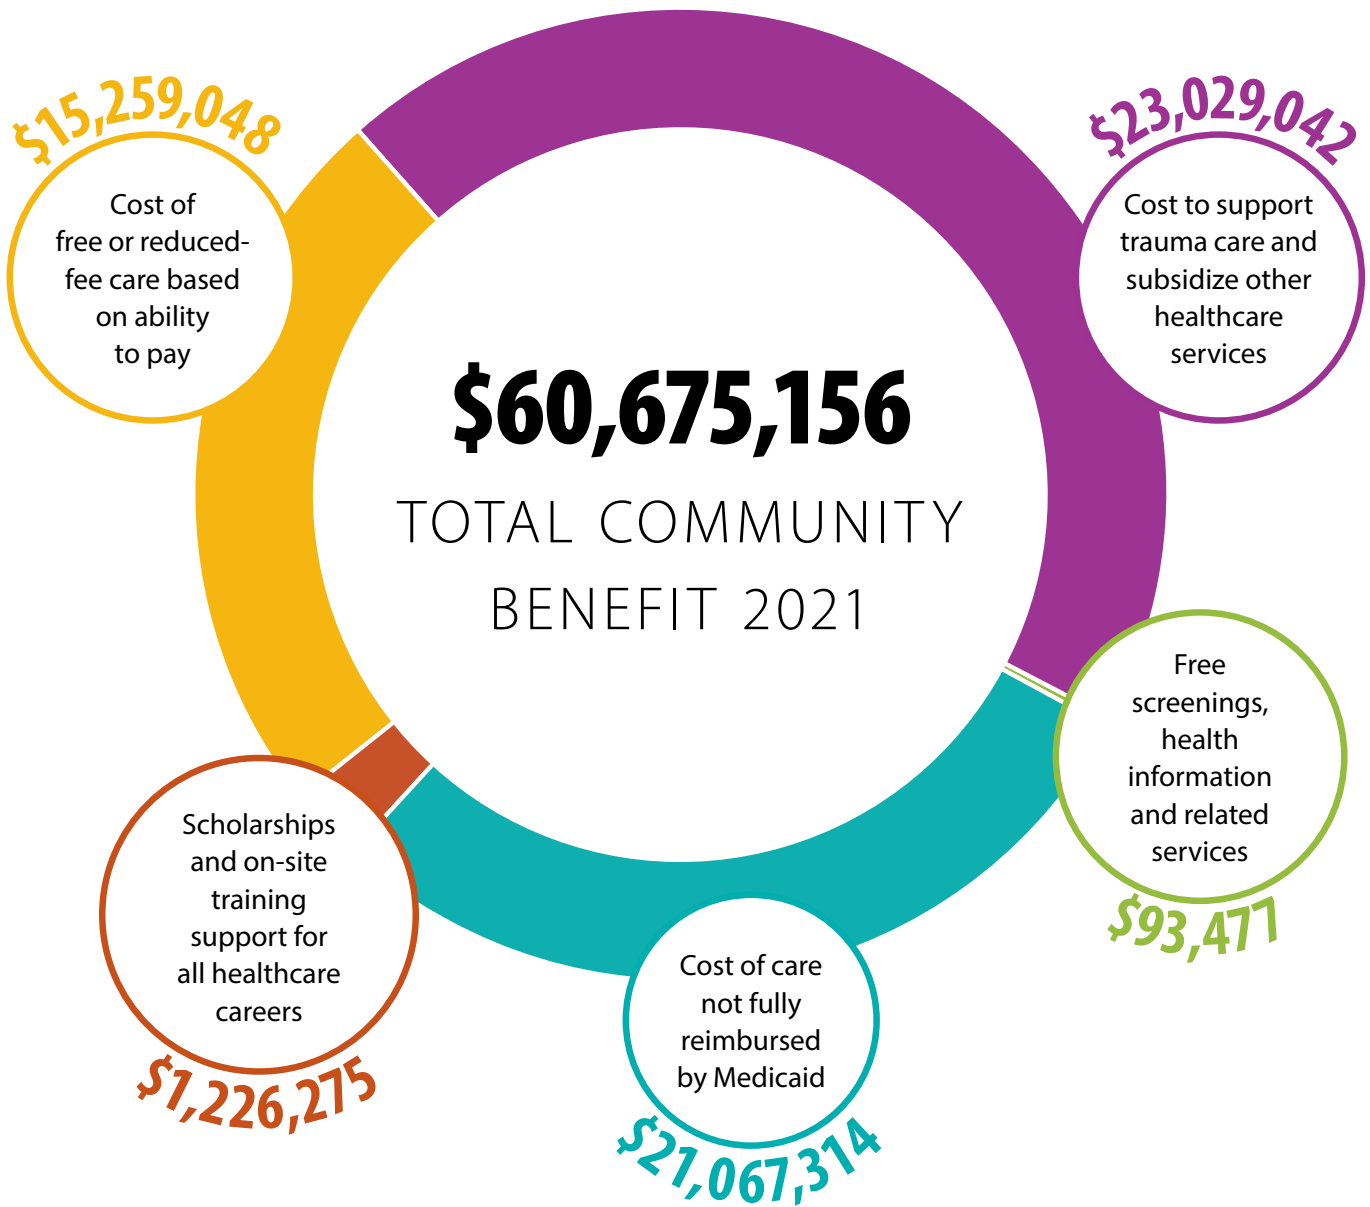 $15,259,048
Cost of
free or reduced-
fee care based
on ability
to pay
$23,029,042
Cost to support
trauma care and
subsidize other
healthcare
services
$60,675,156
TOTAL COMMUNITY
BENEFIT 2021
Free
screenings,
health
information
and related
services
$93,477
Scholarships
and on-site
training
support for
all healthcare
careers
$1,226,275
Cost of care
not fully
reimbursed
by Medicaid
$21,067,314